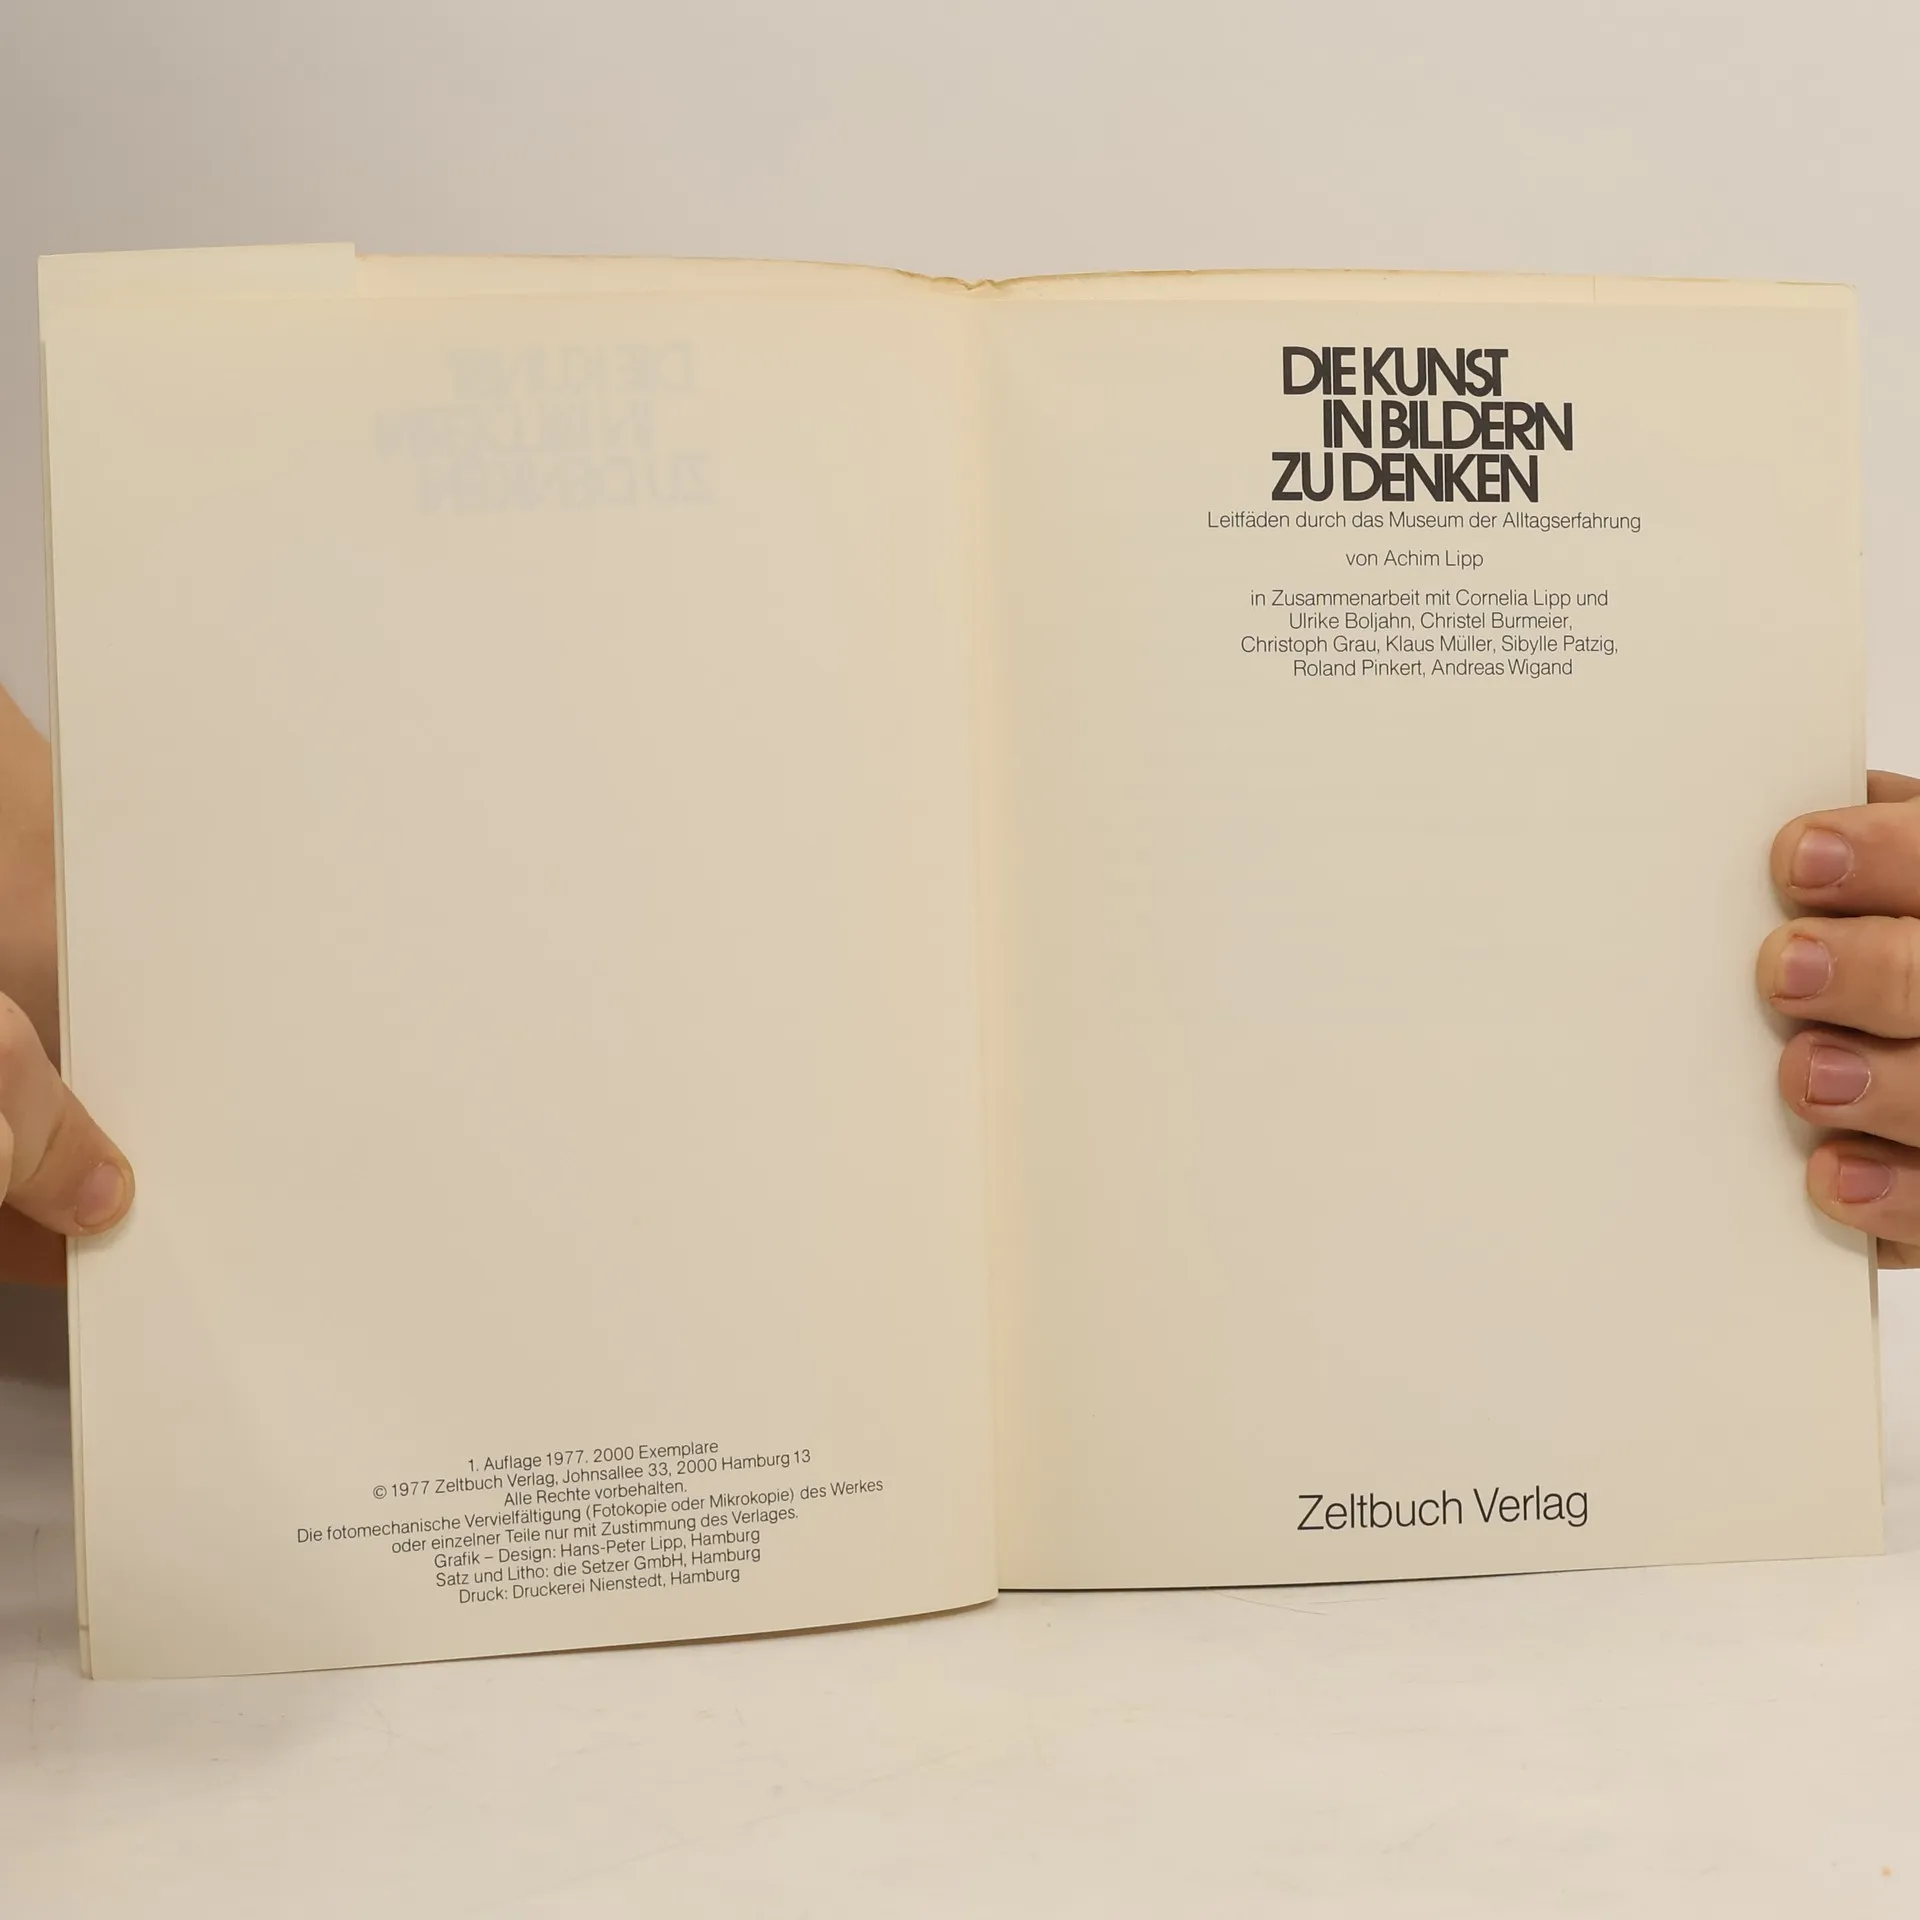 1. Auflage 1977. 2000 Exemplare
© 1977 Zeltbuch Verlag, Johnsallee 33, 2000 Hamburg 13
Alle Rechte vorbehalten.
Die fotomechanische Vervielfältigung (Fotokopie oder Mikrokopie) des Werkes
oder einzelner Teile nur mit Zustimmung des Verlages.
Grafik – Design: Hans-Peter Lipp, Hamburg
Satz und Litho: die Setzer GmbH, Hamburg
Druck: Druckerei Nienstedt, Hamburg
DIE KUNST
IN BILDERN
ZU DENKEN
Leitfäden durch das Museum der Alltagserfahrung
von Achim Lipp
in Zusammenarbeit mit Cornelia Lipp und
Ulrike Boljahn, Christel Burmeier,
Christoph Grau, Klaus Müller, Sibylle Patzig,
Roland Pinkert, Andreas Wigand
Zeltbuch Verlag